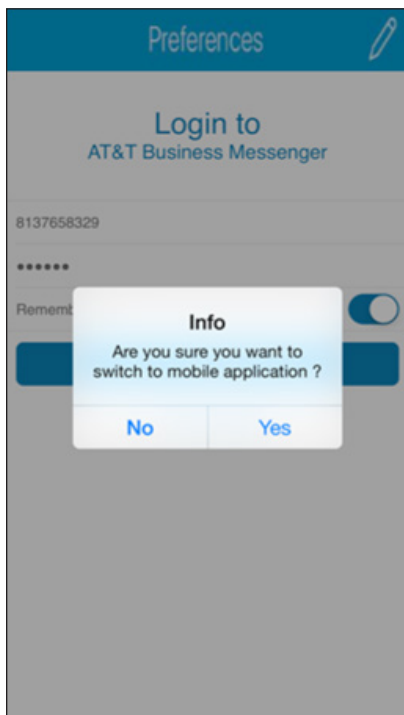 Preferences
Login to
AT&T Business Messenger
8137658329
••••••
Info
Are you sure you want to
switch to mobile application ?
No
Yes